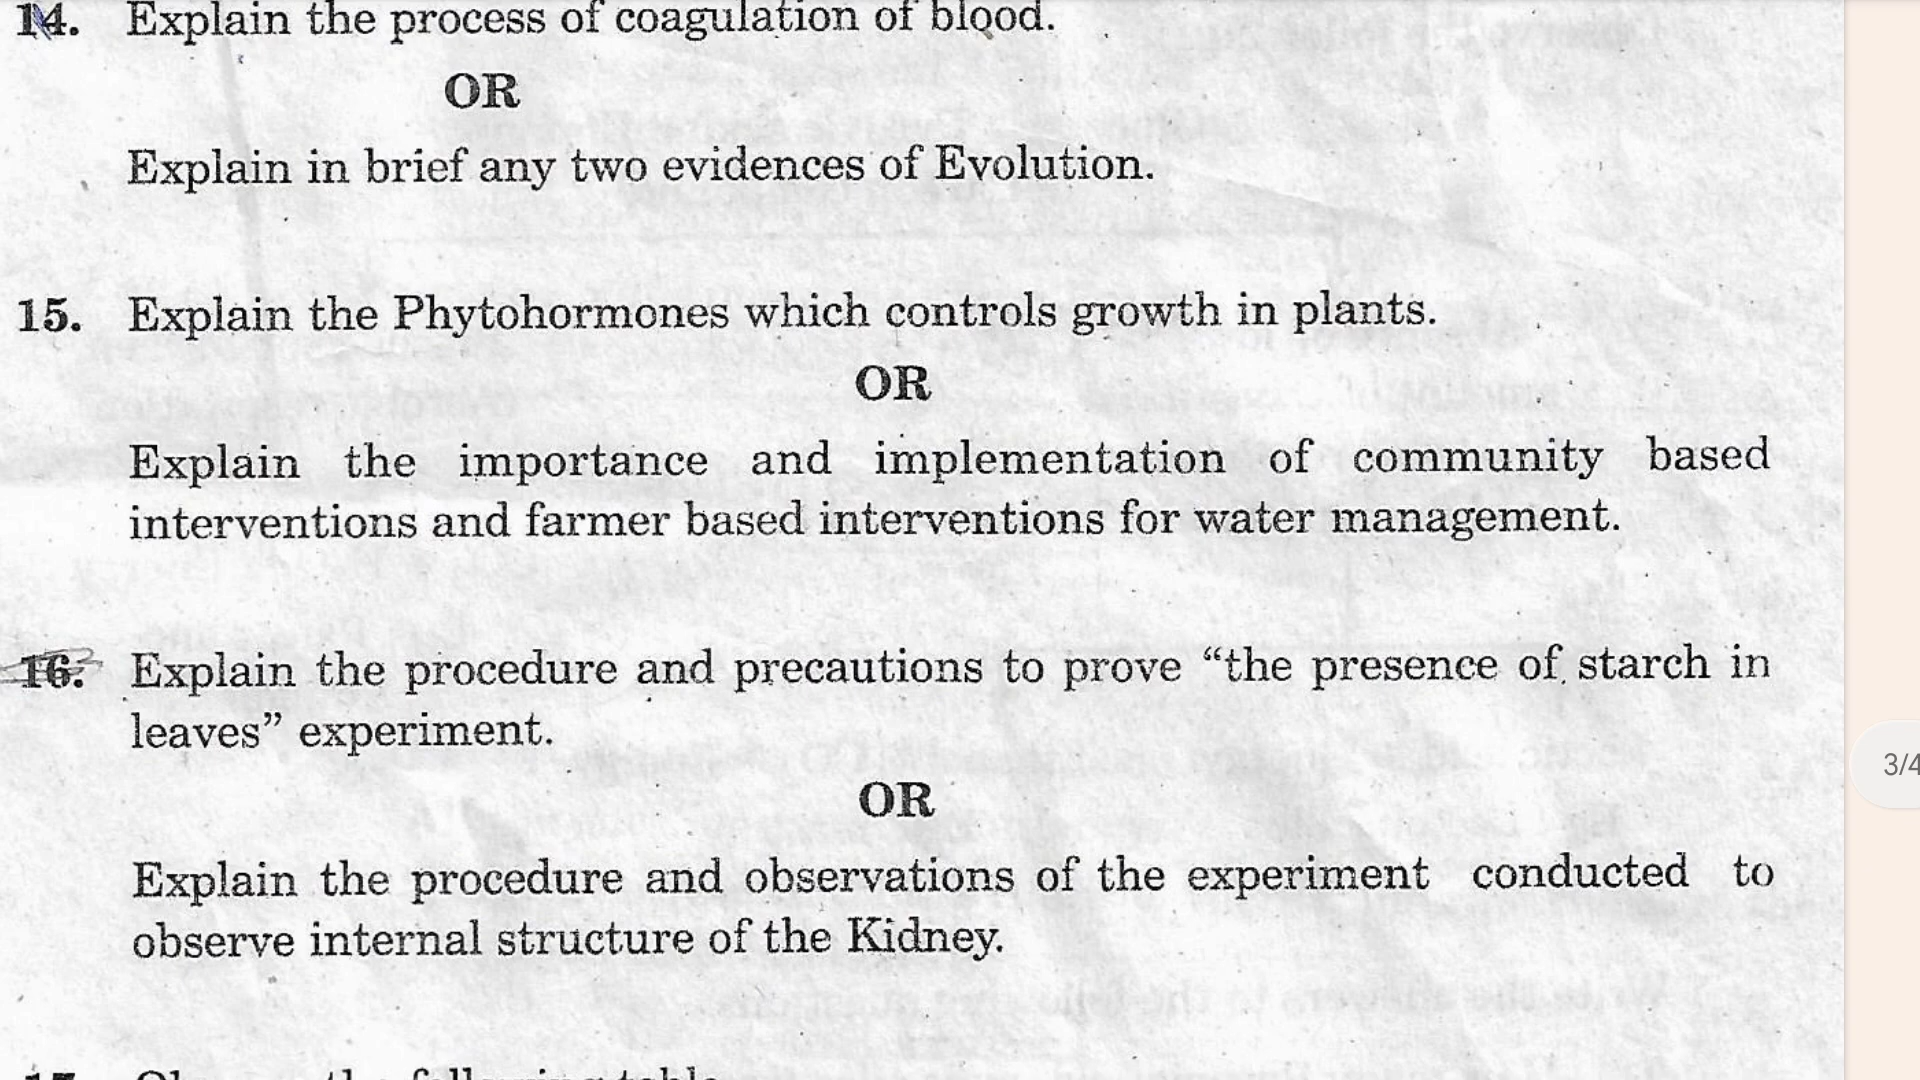 14. Explain the process of coagulation of blood.
OR
Explain in brief any two evidences of Evolution.
15. Explain the Phytohormones which controls growth in plants.
OR
Explain the importance and implementation of community based
interventions and farmer based interventions for water management.
16. Explain the procedure and precautions to prove “the presence of starch in
leaves” experiment.
OR
Explain the procedure and observations of the experiment conducted to
observe internal structure of the Kidney.
3/4
the following table